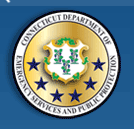 CONNECTICUT DEPARTMENT OF
EMERGENCY SERVICES AND PUBLIC PROTECTION